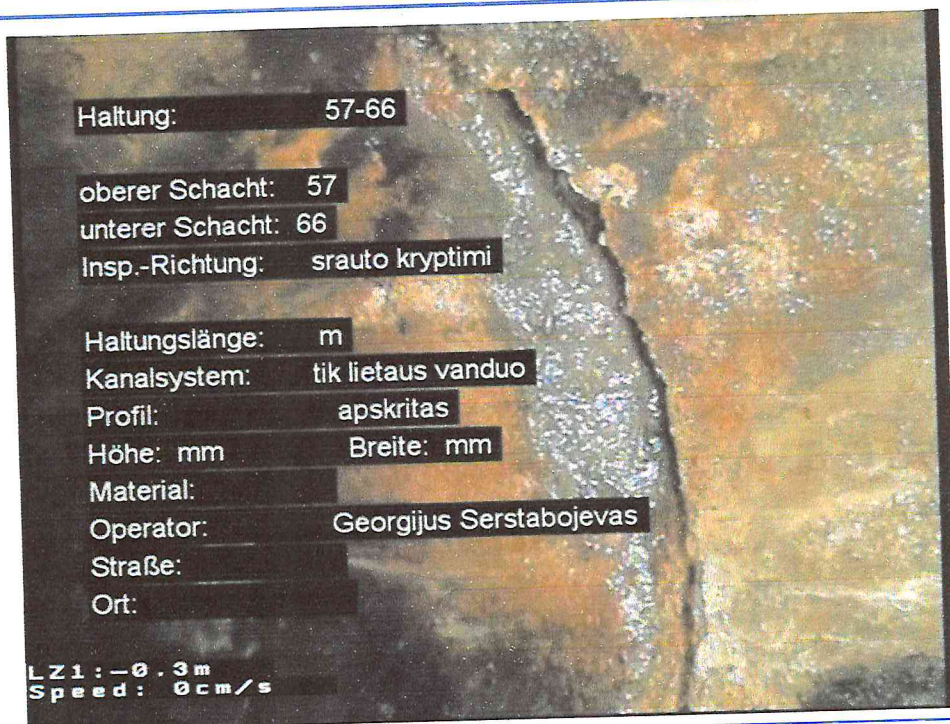 Haltung: 57-66
oberer Schacht: 57
unterer Schacht: 66
Insp.-Richtung: srauto kryptimi
Haltungslänge: m
Kanalsystem: tik lietaus vanduo
Profil: apskritas
Höhe: mm Breite: mm
Material:
Operator: Georgijus Serstabojevas
Straße:
Ort:
LZ1:-0.3m
Speed: 0cm/s